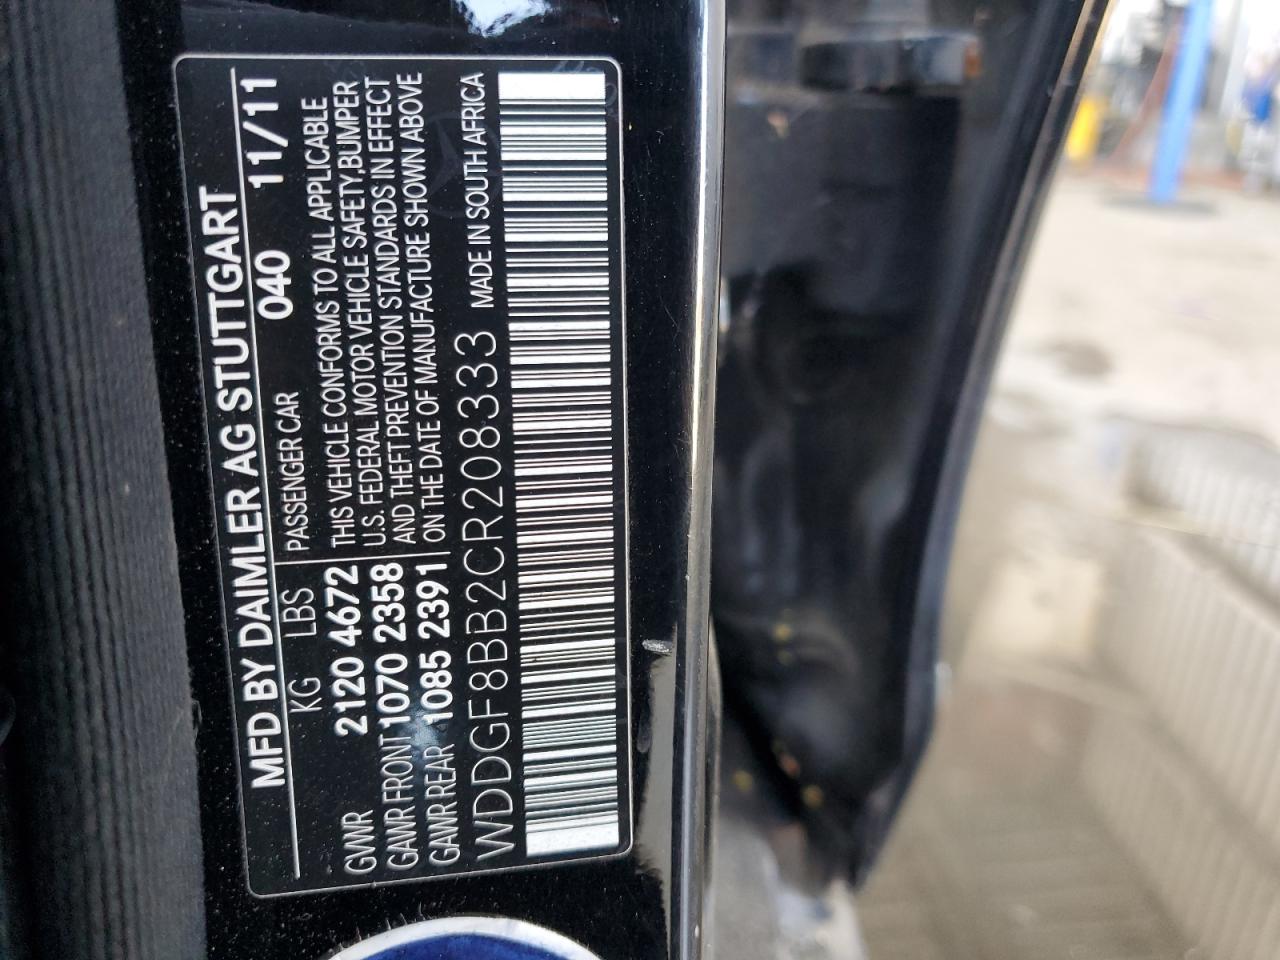 MFD BY DAIMLER AG STUTTGART
KG LBS PASSENGER CAR 040 11/11
GVWR 2120 4672
GAWR FRONT 1070 2358
GAWR REAR 1085 2391
THIS VEHICLE CONFORMS TO ALL APPLICABLE
U.S. FEDERAL MOTOR VEHICLE SAFETY,BUMPER
AND THEFT PREVENTION STANDARDS IN EFFECT
ON THE DATE OF MANUFACTURE SHOWN ABOVE
WDDGF8BB2CR208333 MADE IN SOUTH AFRICA